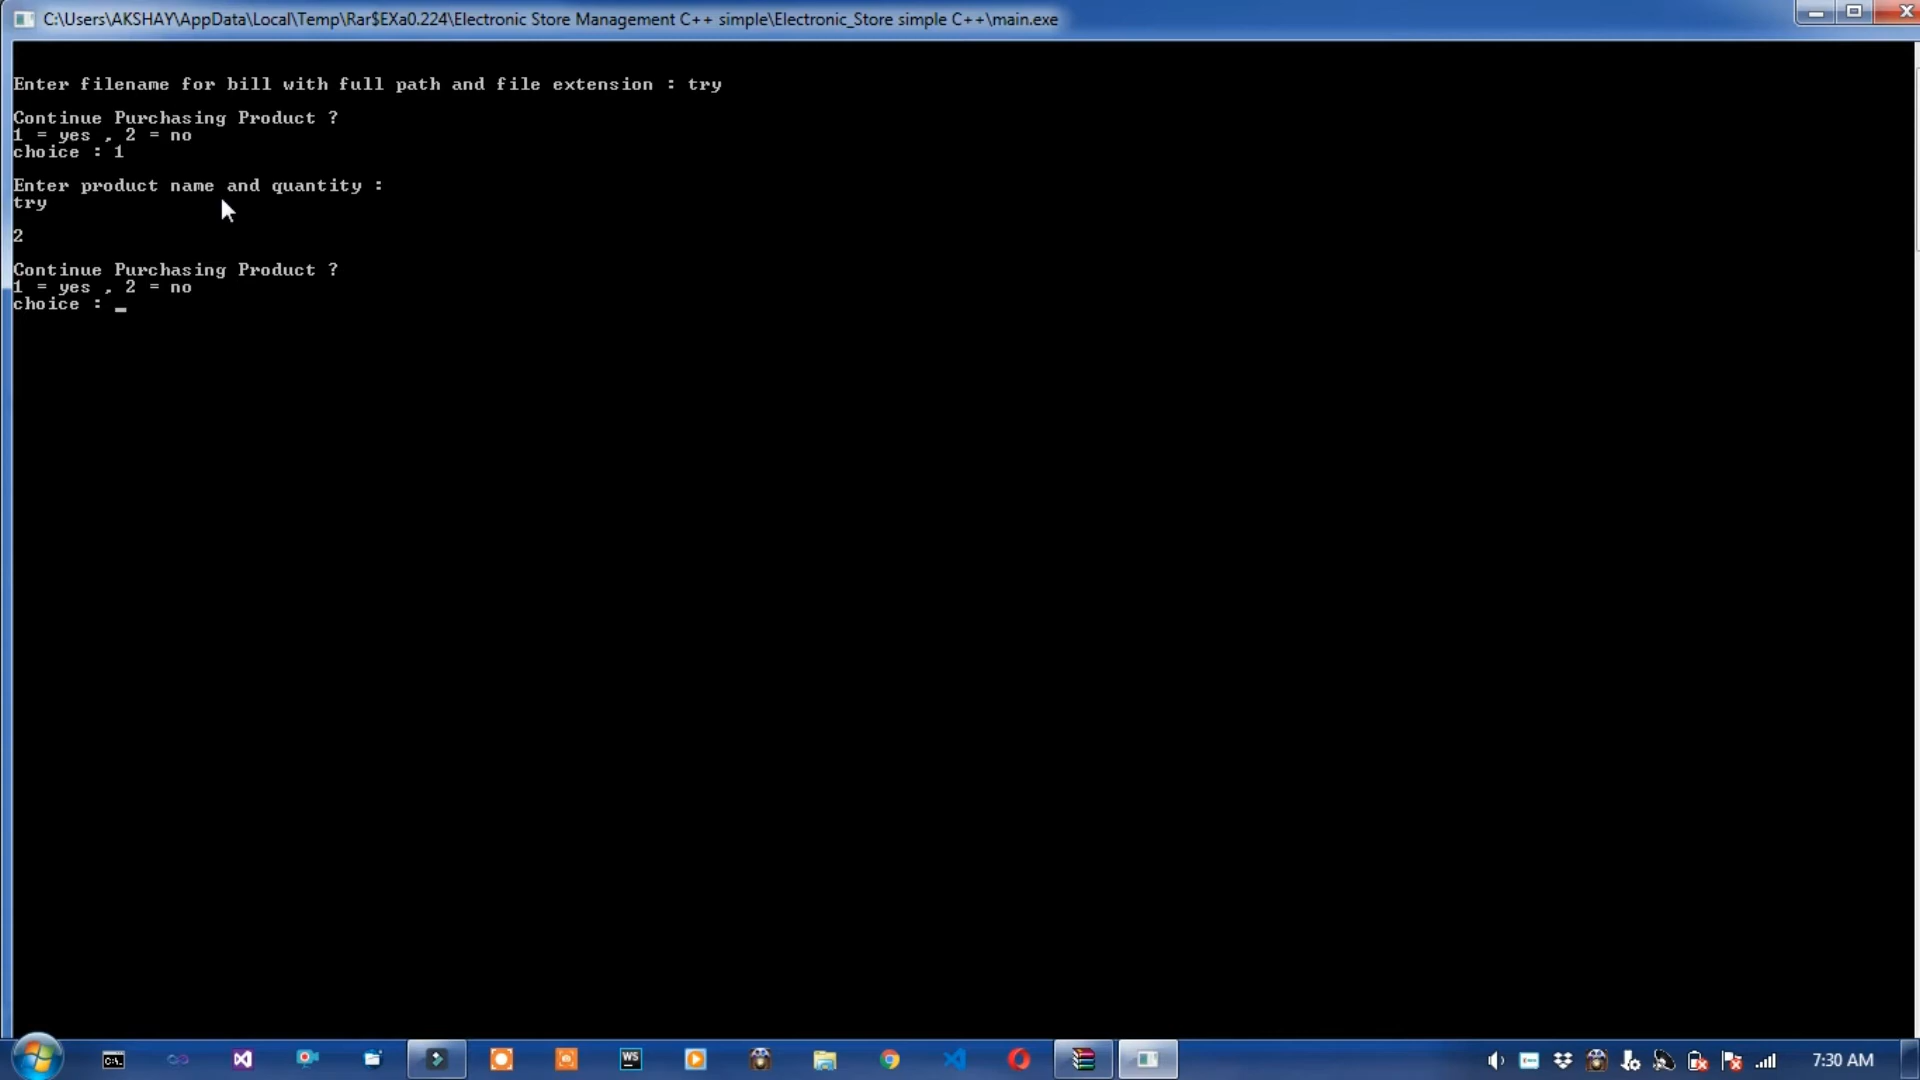 C:\Users\AKSHAY\AppData\Local\Temp\Rar$EXa0.224\Electronic Store Management C++ simple\Electronic_Store simple C++\main.exe
Enter filename for bill with full path and file extension : try
Continue Purchasing Product ?
1 = yes , 2 = no
choice : 1
Enter product name and quantity :
try
2
Continue Purchasing Product ?
1 = yes , 2 = no
choice : _
C:\.
WS
7:30 AM